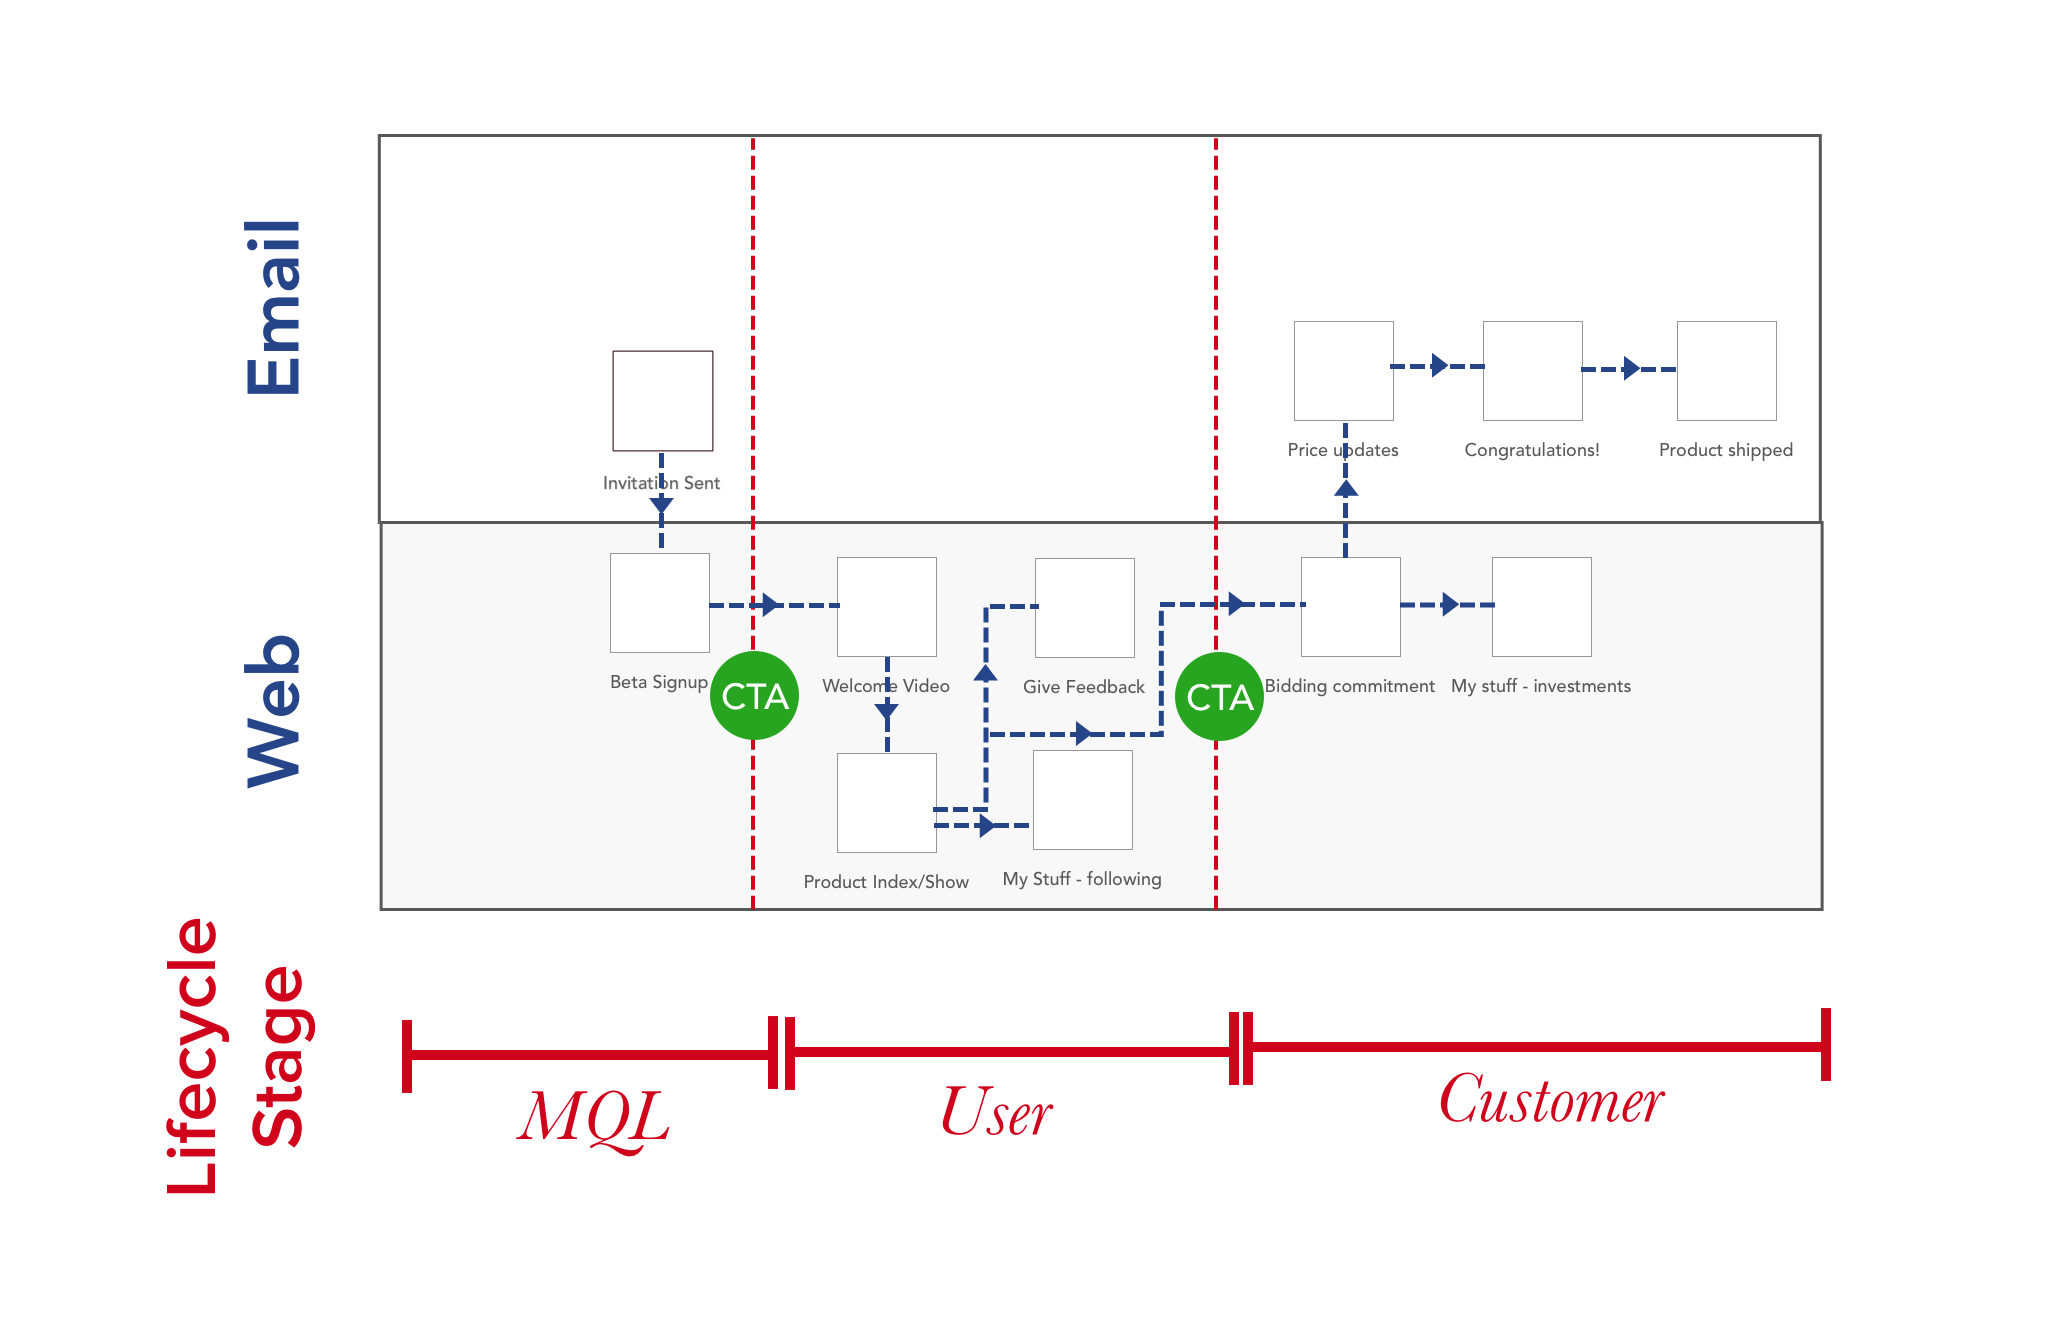 Email
Invitation Sent
Price updates
Congratulations!
Product shipped
Web
Beta Signup
CTA
Welcome Video
Give Feedback
CTA
Bidding commitment
My stuff - investments
Product Index/Show
My Stuff - following
Lifecycle
Stage
MQL
User
Customer